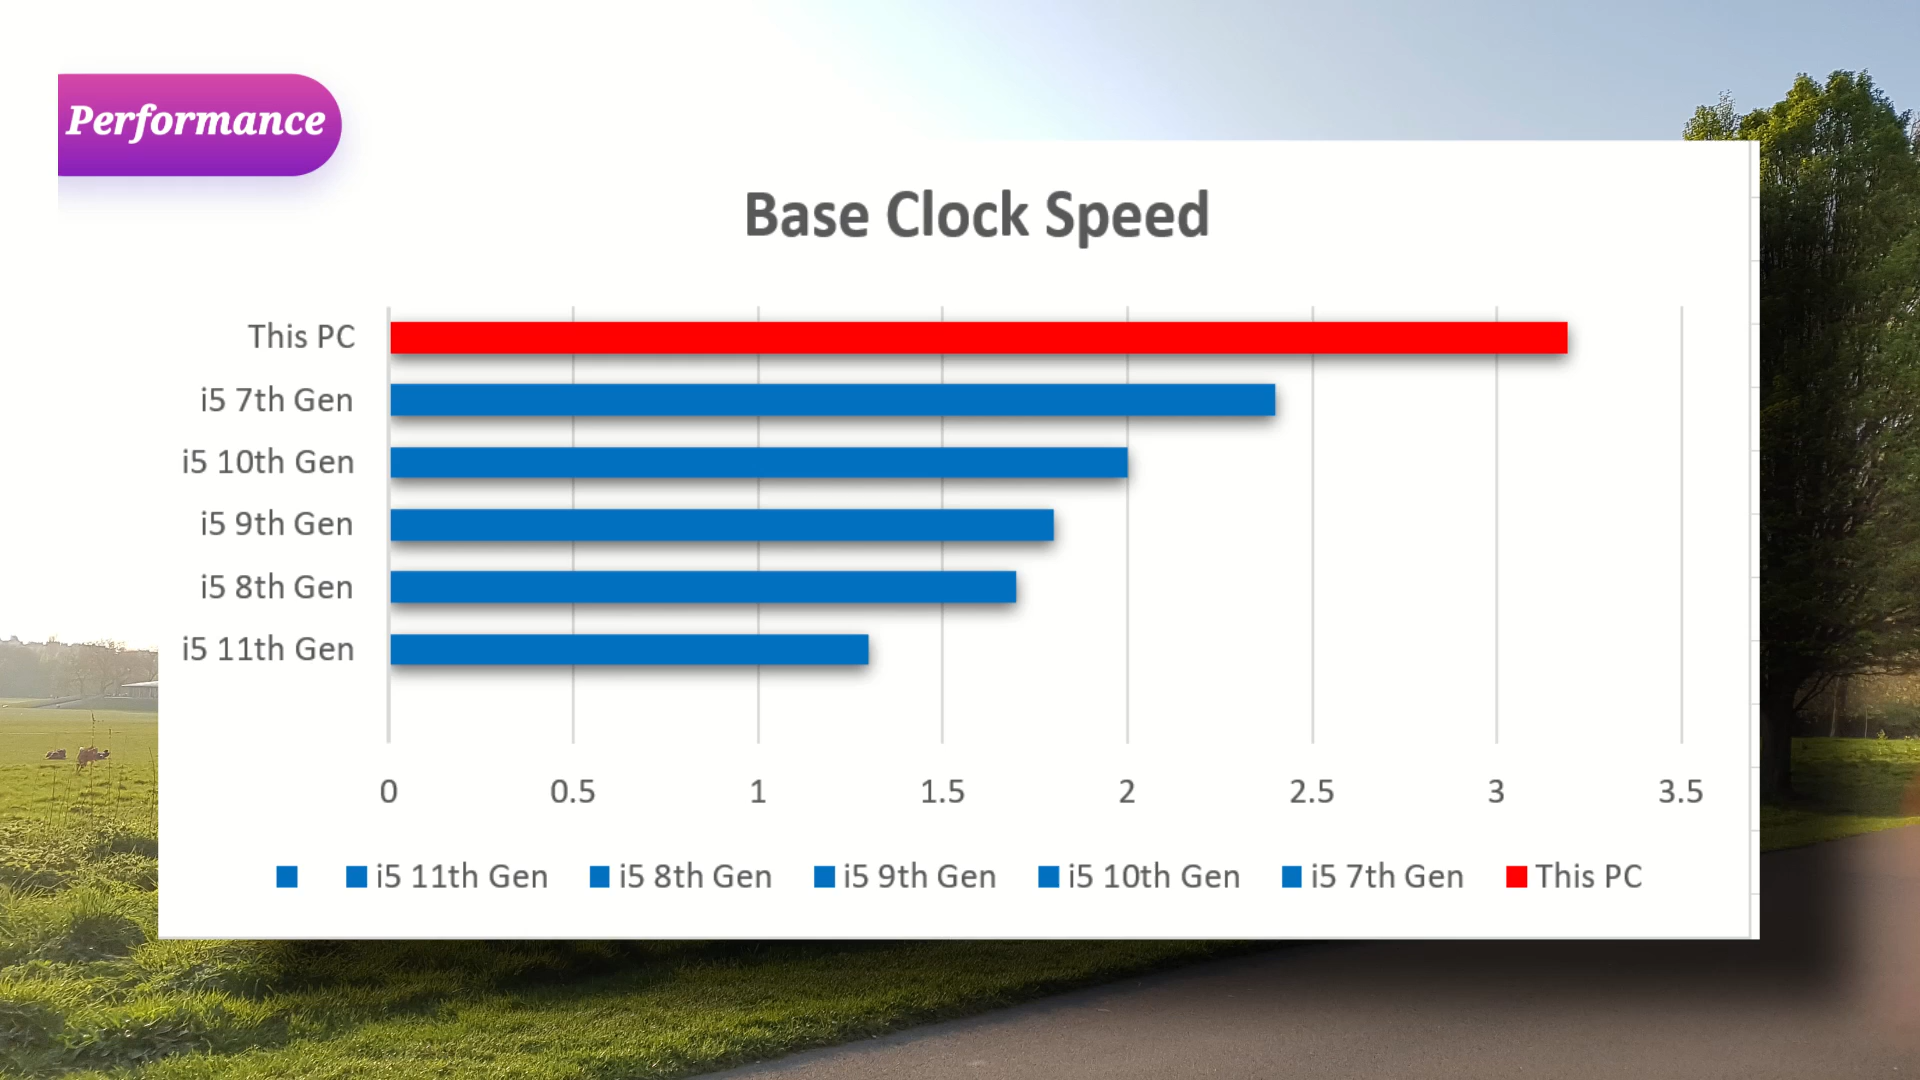 Performance
Base Clock Speed
This PC
i5 7th Gen
i5 10th Gen
i5 9th Gen
i5 8th Gen
i5 11th Gen
0 0.5 1 1.5 2 2.5 3 3.5
i5 11th Gen i5 8th Gen i5 9th Gen i5 10th Gen i5 7th Gen This PC